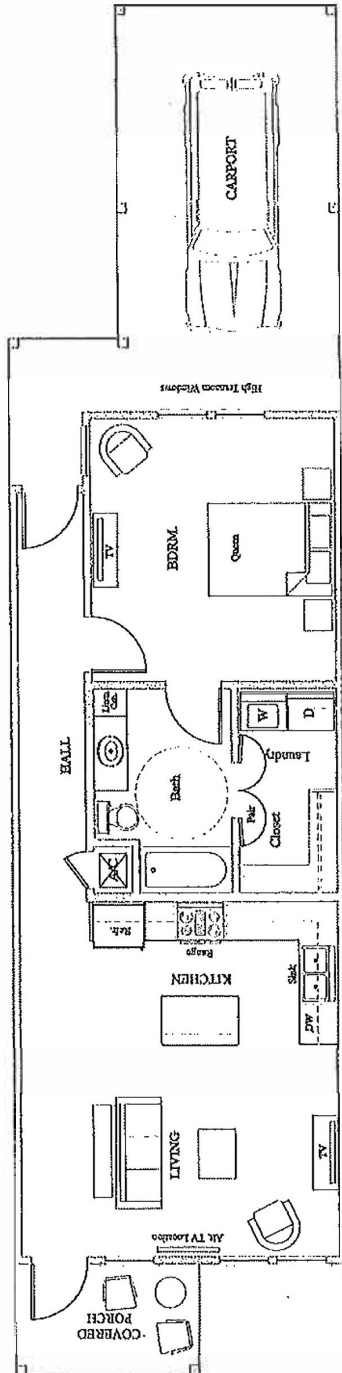 CARPORT
High Transom Windows
TV
BDRM.
Queen
HALL
Linen
Cab.
Bath
W
D
Laundry
Pair
Closet
A/C
Refr.
Range
KITCHEN
Sink
DW
LIVING
TV
Alt. TV Location
COVERED
PORCH